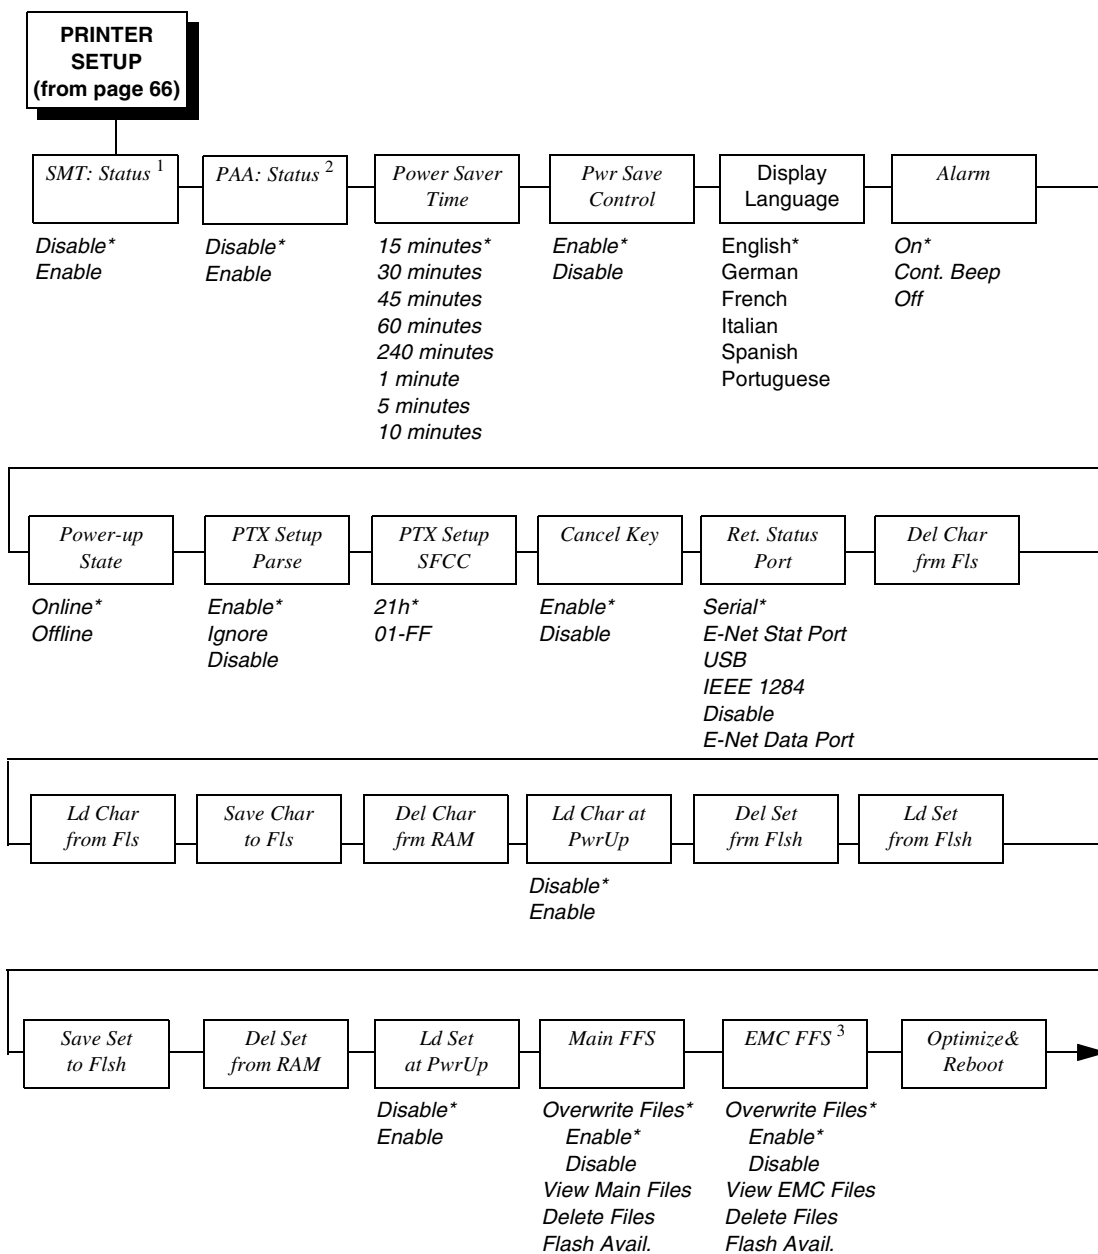 PRINTER
SETUP
(from page 66)
SMT: Status 1
Disable*
Enable
PAA: Status 2
Disable*
Enable
Power Saver
Time
15 minutes*
30 minutes
45 minutes
60 minutes
240 minutes
1 minute
5 minutes
10 minutes
Pwr Save
Control
Enable*
Disable
Display
Language
English*
German
French
Italian
Spanish
Portuguese
Alarm
On*
Cont. Beep
Off
Power-up
State
Online*
Offline
PTX Setup
Parse
Enable*
Ignore
Disable
PTX Setup
SFCC
21h*
01-FF
Cancel Key
Enable*
Disable
Ret. Status
Port
Serial*
E-Net Stat Port
USB
IEEE 1284
Disable
E-Net Data Port
Del Char
frm Fls
Ld Char
from Fls
Save Char
to Fls
Del Char
frm RAM
Ld Char at
PwrUp
Disable*
Enable
Del Set
frm Flsh
Ld Set
from Flsh
Save Set
to Flsh
Del Set
from RAM
Ld Set
at PwrUp
Disable*
Enable
Main FFS
Overwrite Files*
Enable*
Disable
View Main Files
Delete Files
Flash Avail.
EMC FFS 3
Overwrite Files*
Enable*
Disable
View EMC Files
Delete Files
Flash Avail.
Optimize&
Reboot